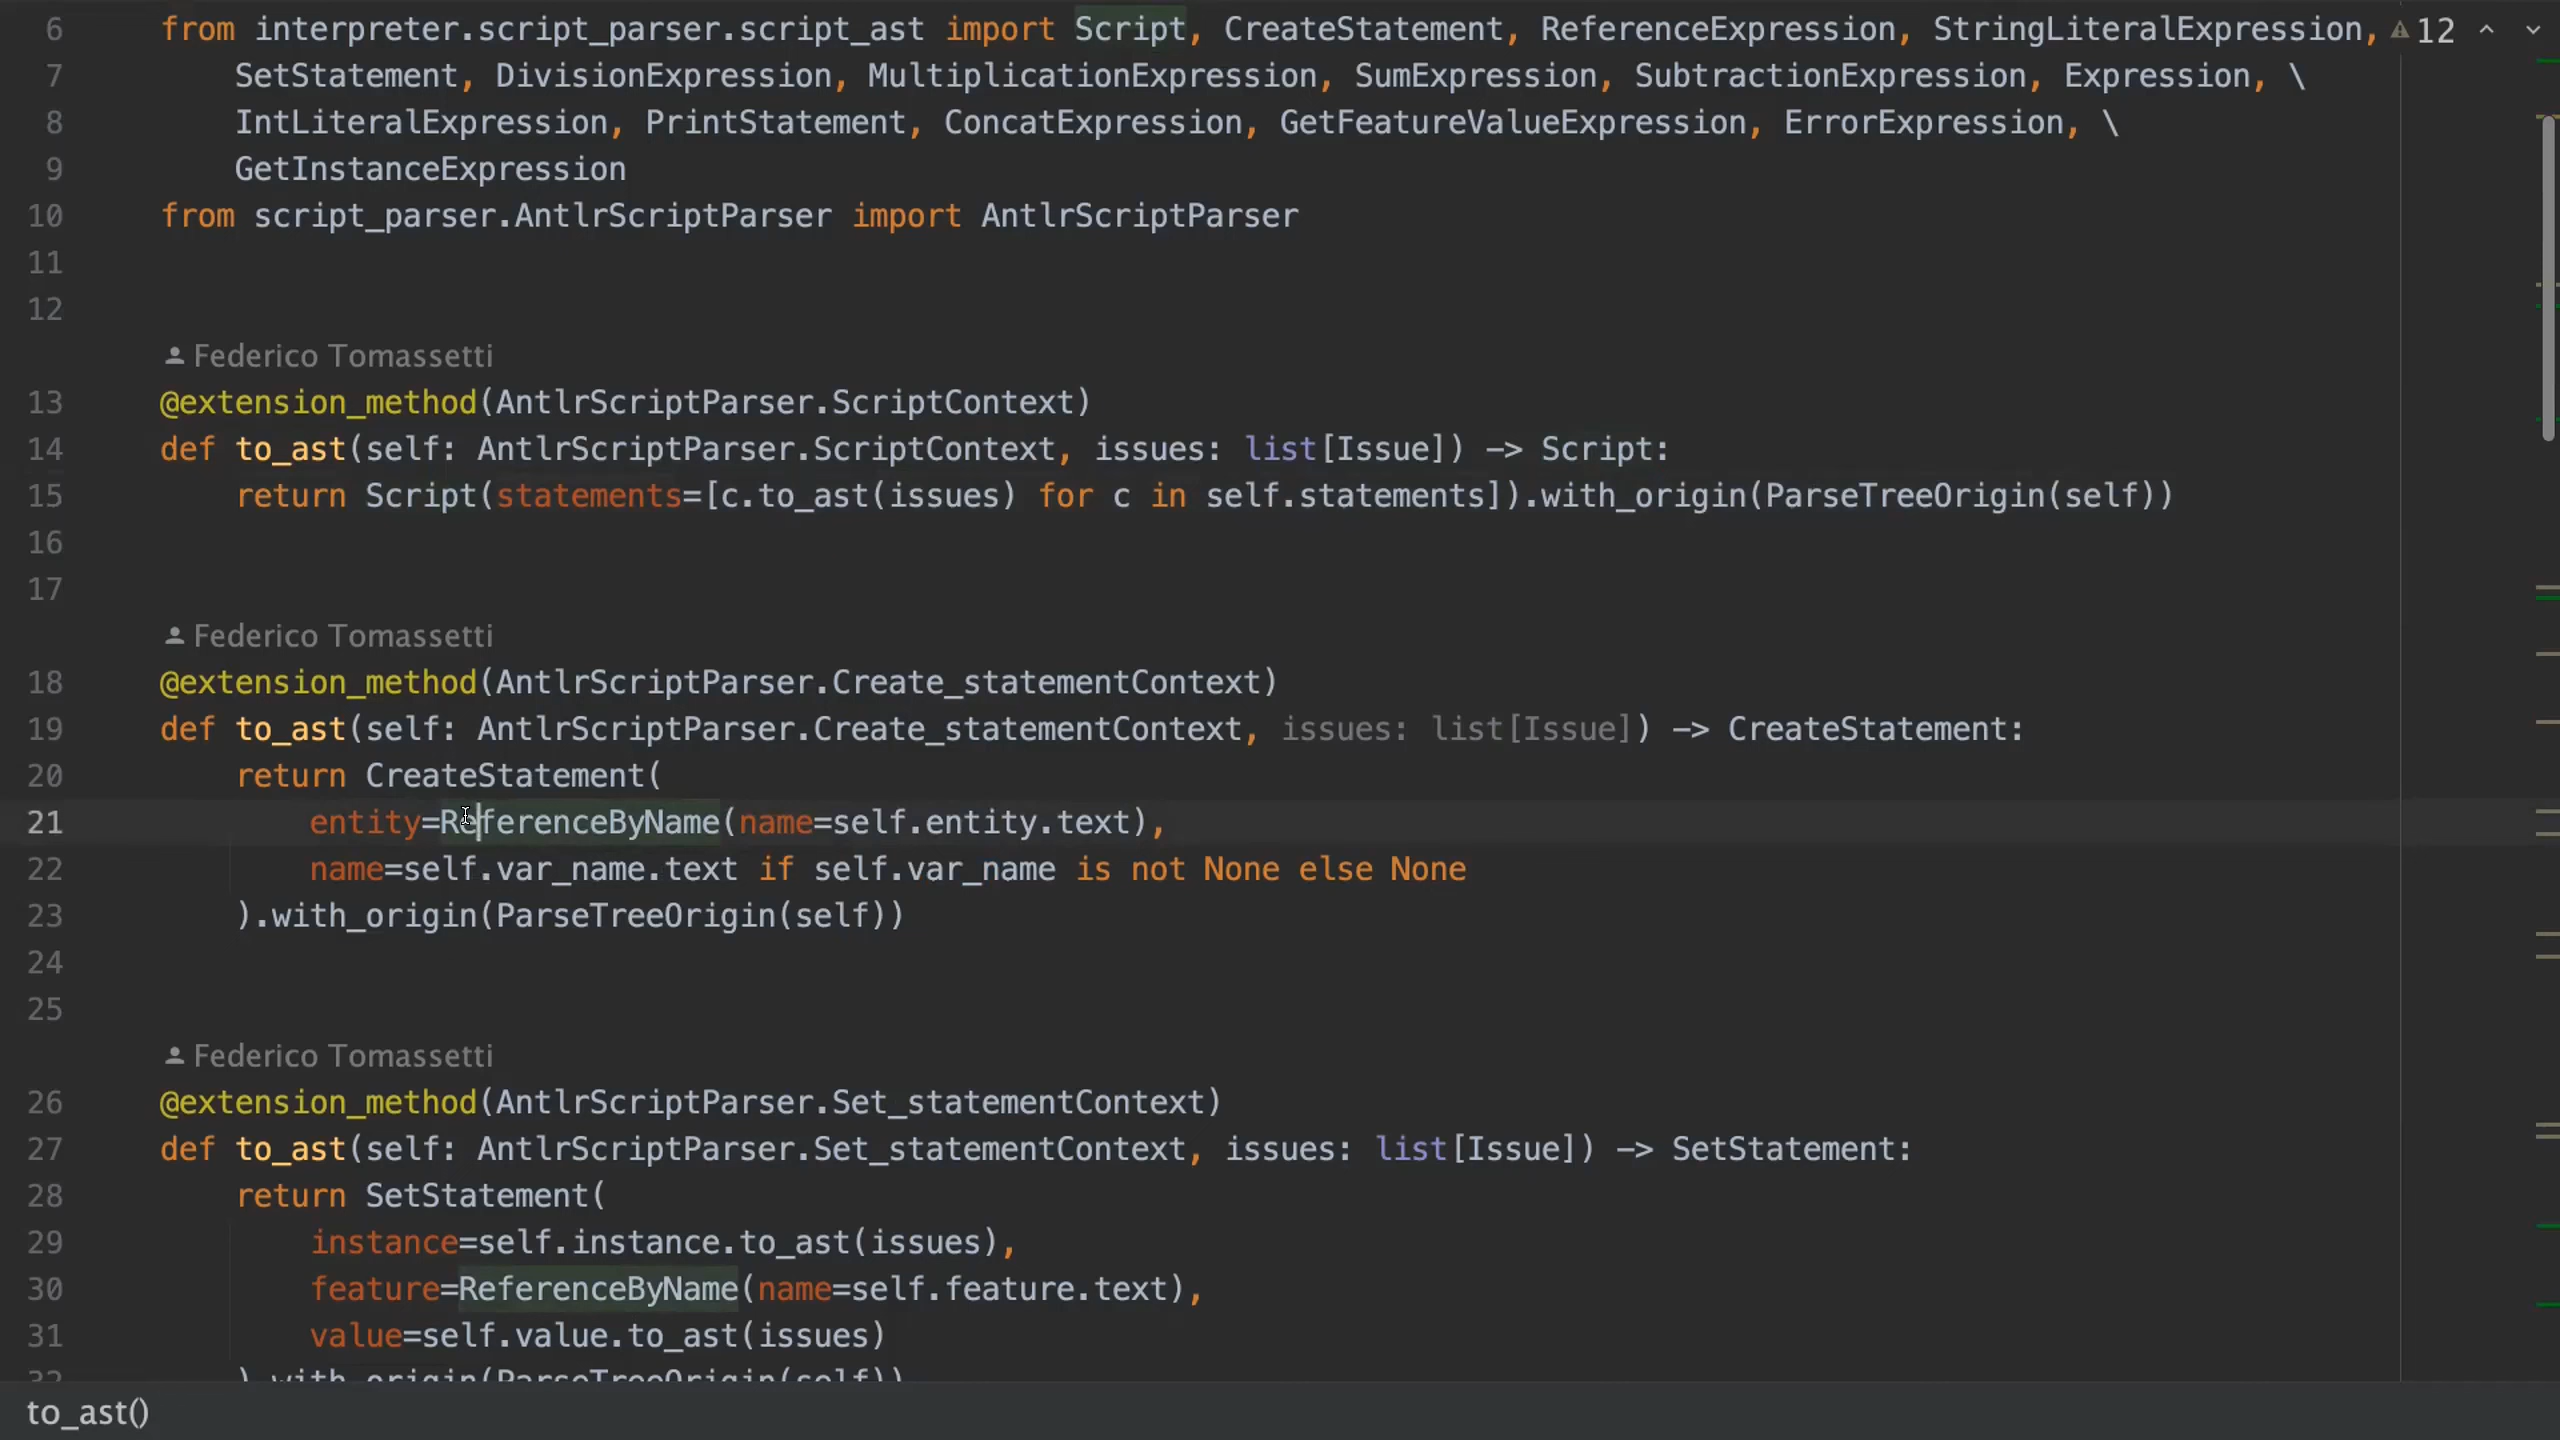 6 from interpreter.script_parser.script_ast import Script, CreateStatement, ReferenceExpression, StringLiteralExpression, 12
7 SetStatement, DivisionExpression, MultiplicationExpression, SumExpression, SubtractionExpression, Expression, \
8 IntLiteralExpression, PrintStatement, ConcatExpression, GetFeatureValueExpression, ErrorExpression, \
9 GetInstanceExpression
10 from script_parser.AntlrScriptParser import AntlrScriptParser
11
12
Federico Tomassetti
13 @extension_method(AntlrScriptParser.ScriptContext)
14 def to_ast(self: AntlrScriptParser.ScriptContext, issues: list[Issue]) -> Script:
15 return Script(statements=[c.to_ast(issues) for c in self.statements]).with_origin(ParseTreeOrigin(self))
16
17
Federico Tomassetti
18 @extension_method(AntlrScriptParser.Create_statementContext)
19 def to_ast(self: AntlrScriptParser.Create_statementContext, issues: list[Issue]) -> CreateStatement:
20 return CreateStatement(
21 entity=ReferenceByName(name=self.entity.text),
22 name=self.var_name.text if self.var_name is not None else None
23 ).with_origin(ParseTreeOrigin(self))
24
25
Federico Tomassetti
26 @extension_method(AntlrScriptParser.Set_statementContext)
27 def to_ast(self: AntlrScriptParser.Set_statementContext, issues: list[Issue]) -> SetStatement:
28 return SetStatement(
29 instance=self.instance.to_ast(issues),
30 feature=ReferenceByName(name=self.feature.text),
31 value=self.value.to_ast(issues)
32 ).with_origin(ParseTreeOrigin(self))
to_ast()